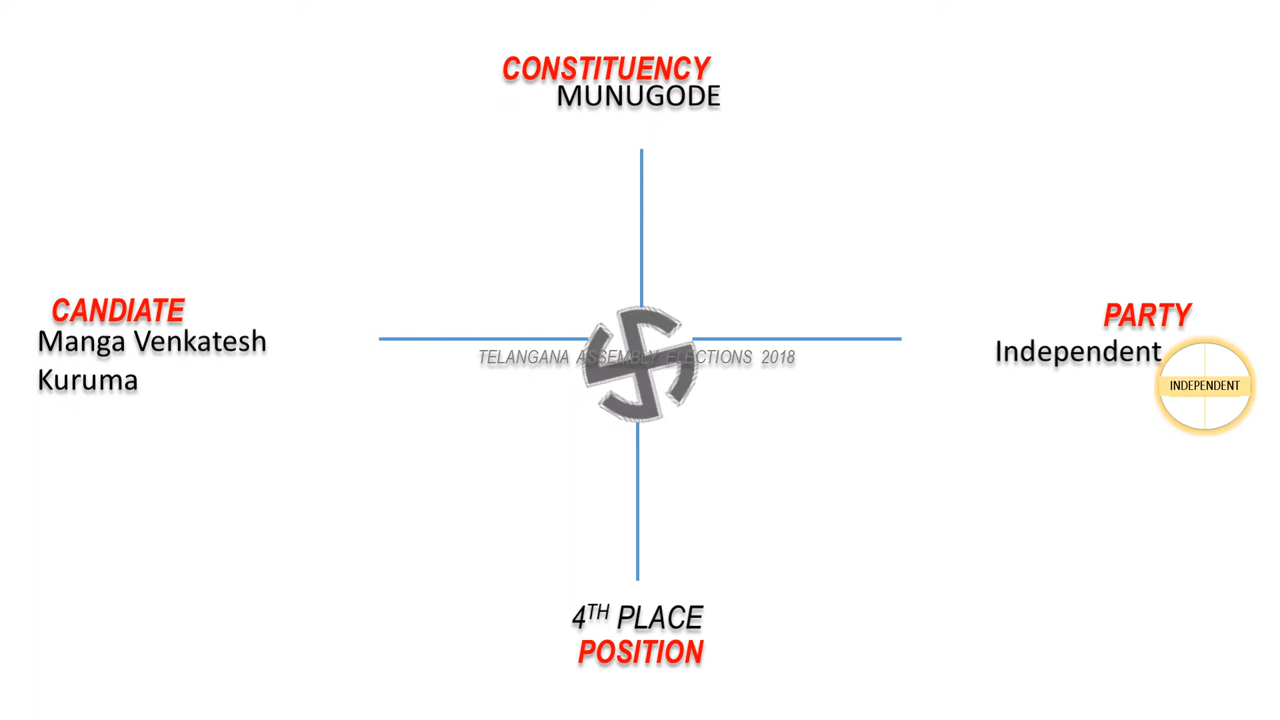 CONSTITUENCY
MUNUGODE
CANDIATE
Manga Venkatesh
Kuruma
TELANGANA ASSEMBLY ELECTIONS 2018
PARTY
Independent
INDEPENDENT
4TH PLACE
POSITION